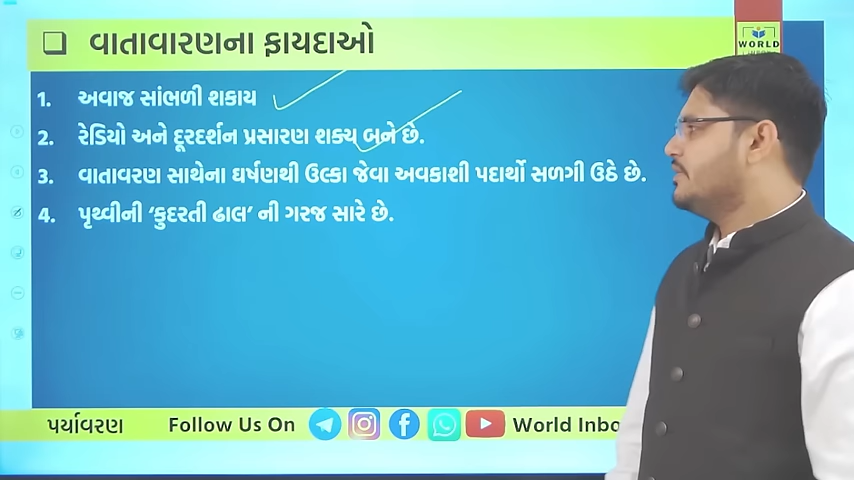 ❑ વાતાવારણના ફાયદાઓ
WORLD
1. અવાજ સાંભળી શકાય
2. રેડિયો અને દૂરદર્શન પ્રસારણ શક્ય બને છે.
3. વાતાવરણ સાથેના ઘર્ષણથી ઉલ્કા જેવા અવકાશી પદાર્થો સળગી ઉઠે છે.
4. પૃથ્વીની ‘કુદરતી ઢાલ’ ની ગરજ સારે છે.
પર્યાવરણ Follow Us On World Inbo